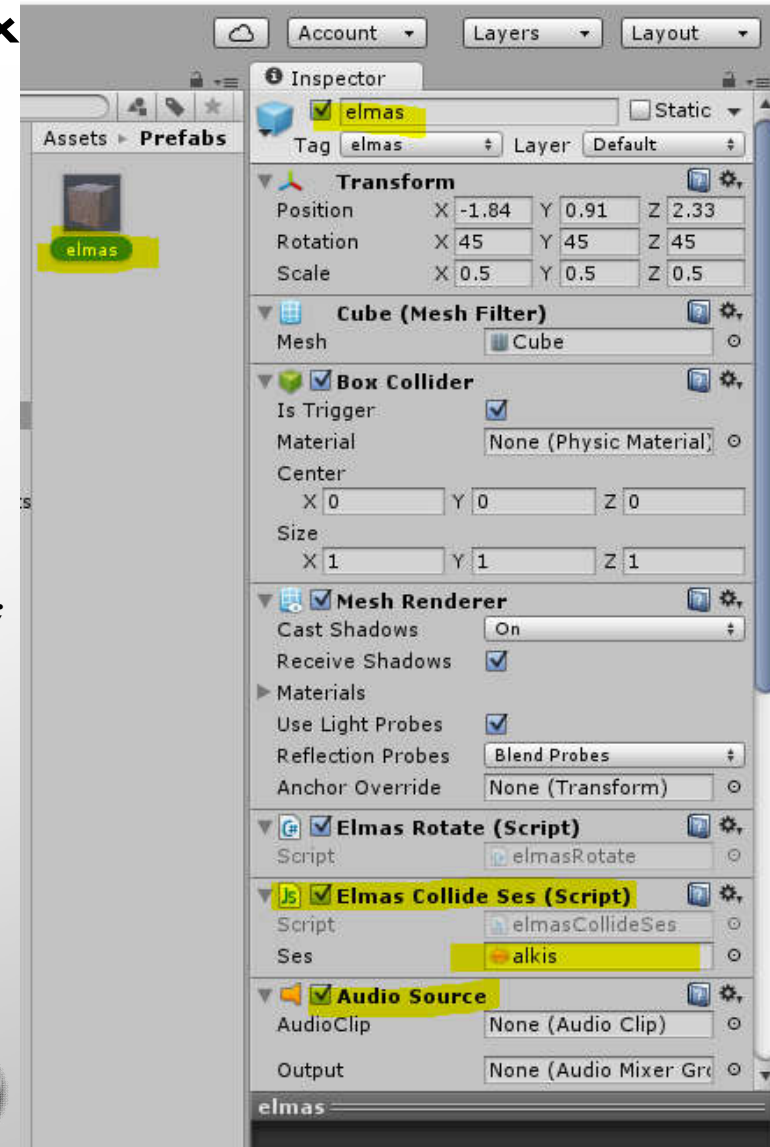 Account Layers Layout
Inspector
elmas Static
Assets Prefabs
Tag elmas Layer Default
elmas
Transform
Position X -1.84 Y 0.91 Z 2.33
Rotation X 45 Y 45 Z 45
Scale X 0.5 Y 0.5 Z 0.5
Cube (Mesh Filter)
Mesh Cube
Box Collider
Is Trigger
Material None (Physic Material)
Center
X 0 Y 0 Z 0
Size
X 1 Y 1 Z 1
Mesh Renderer
Cast Shadows On
Receive Shadows
Materials
Use Light Probes
Reflection Probes Blend Probes
Anchor Override None (Transform)
C# Elmas Rotate (Script)
Script elmasRotate
Js Elmas Collide Ses (Script)
Script elmasCollideSes
Ses alkis
Audio Source
AudioClip None (Audio Clip)
Output None (Audio Mixer Gro
elmas